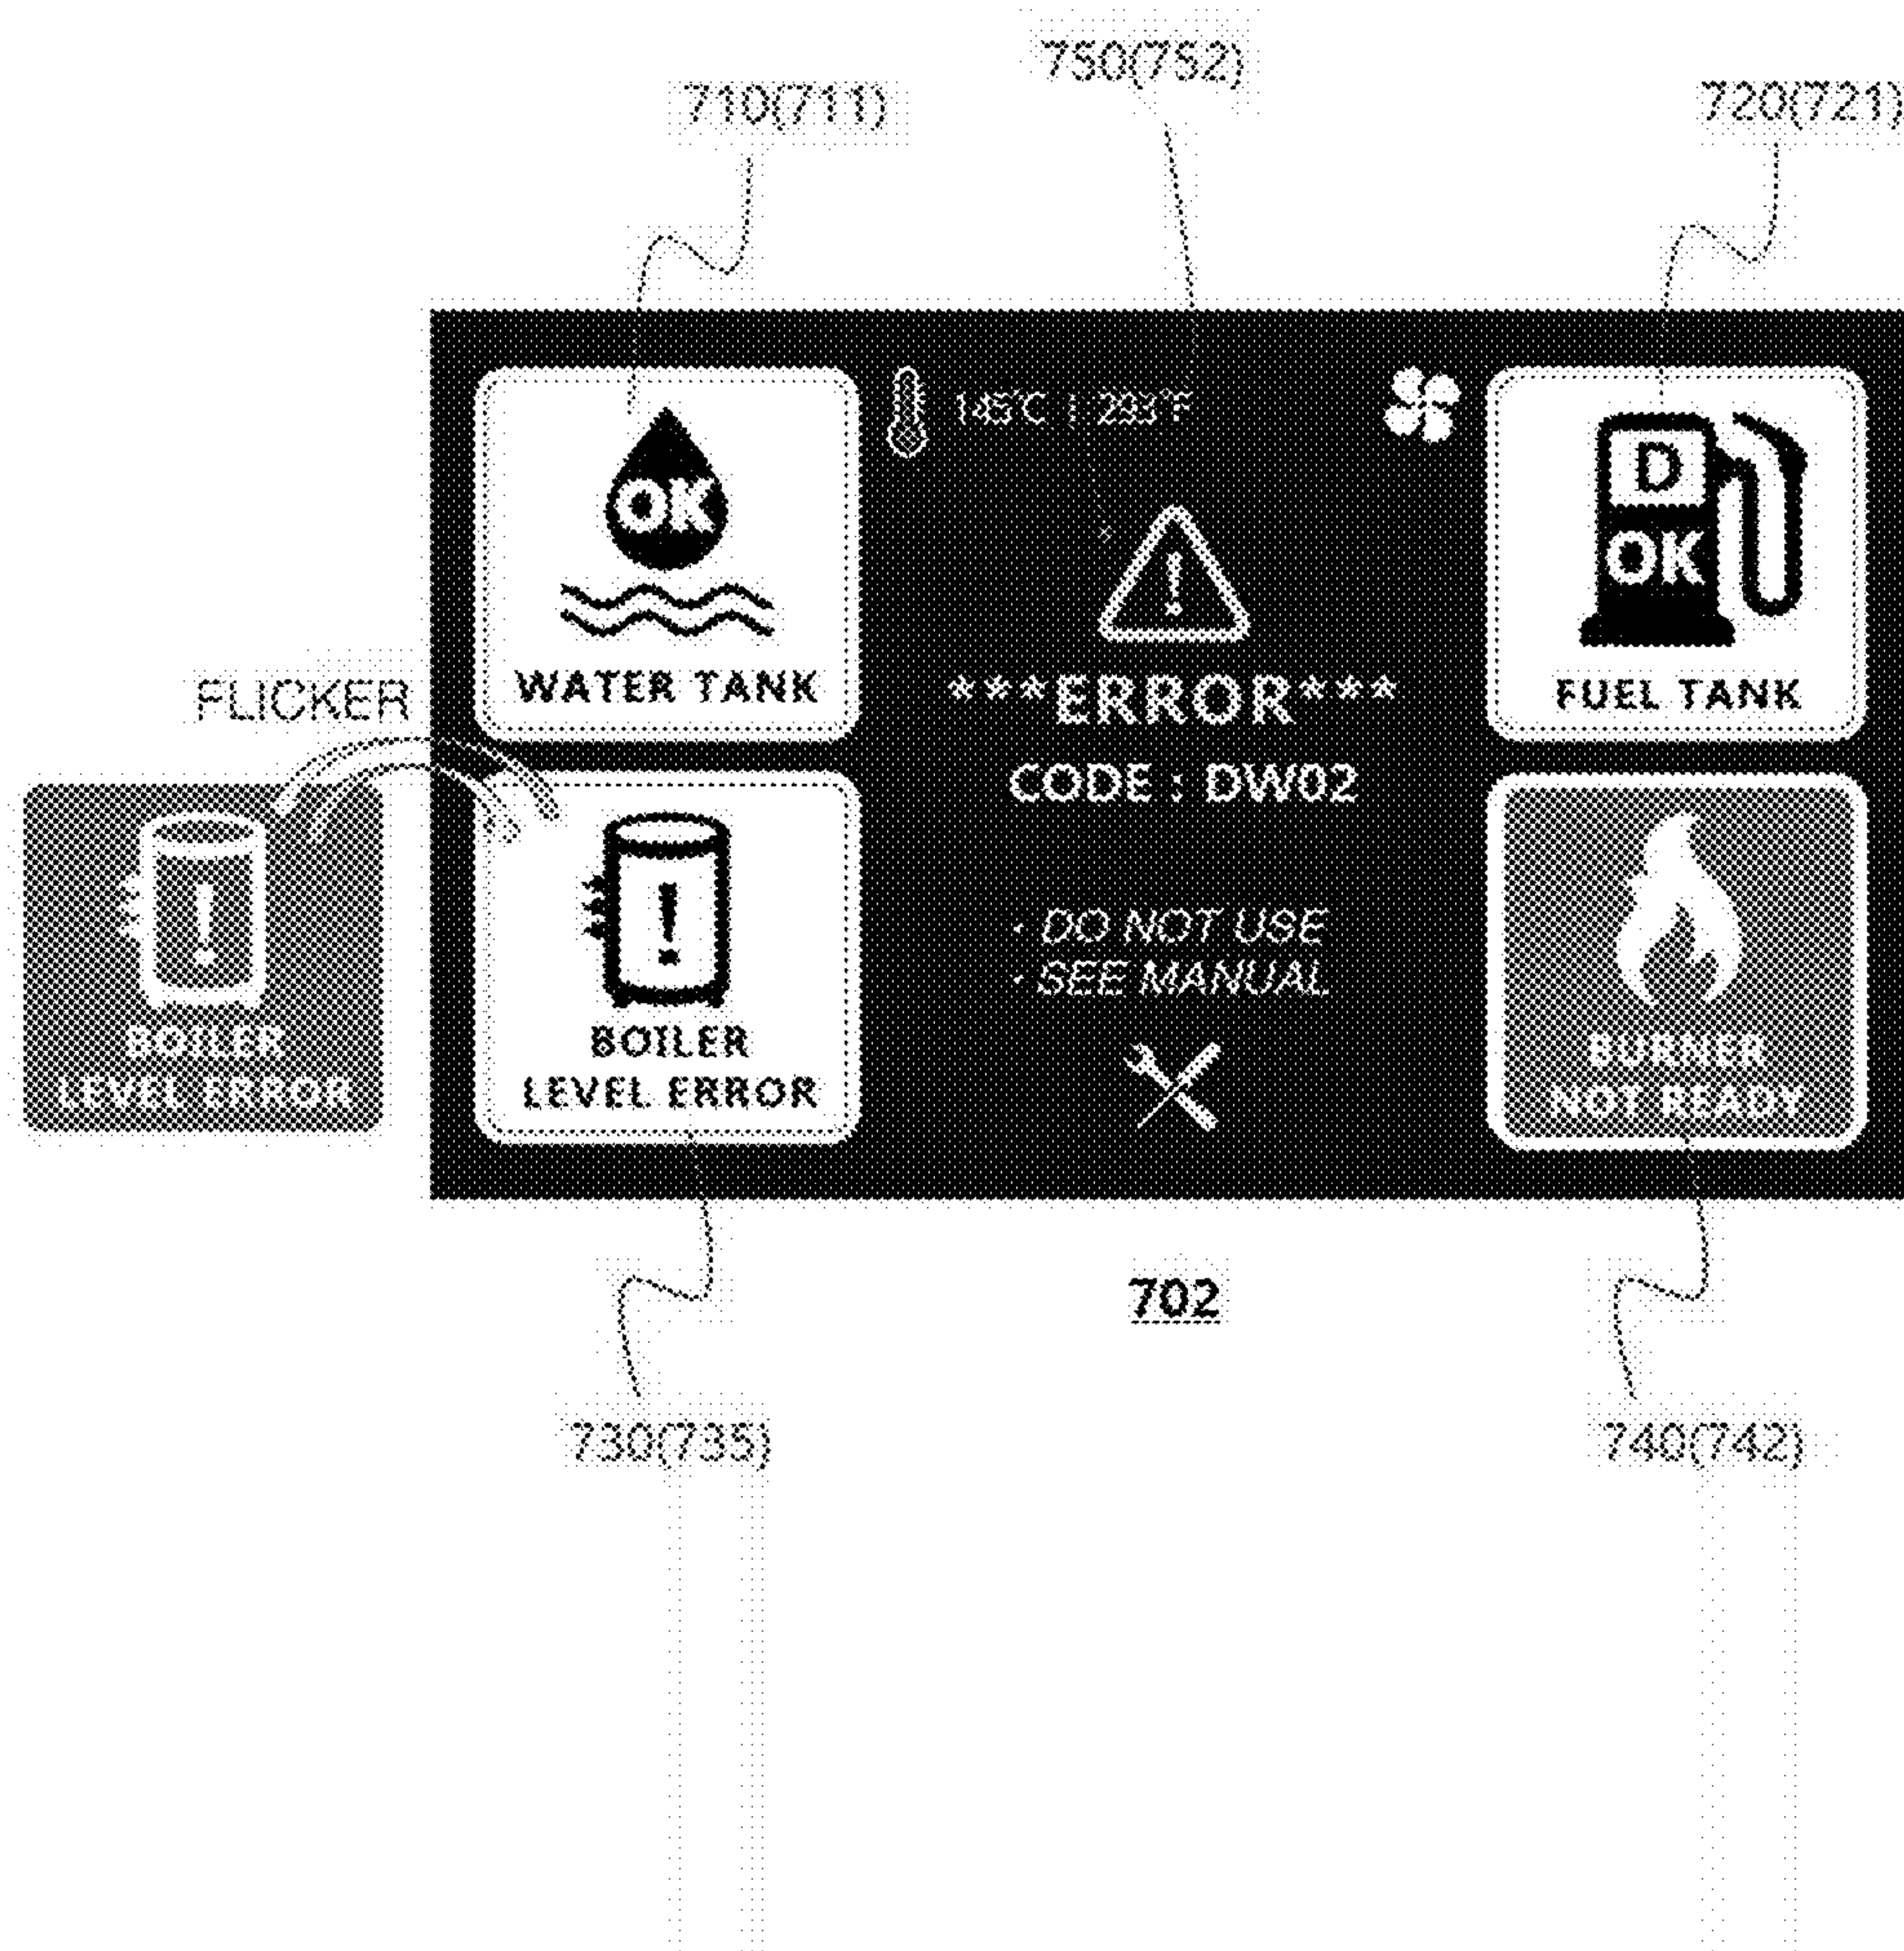 750(752)
710(711)
720(721)
145°C | 293°F
OK
WATER TANK
D
OK
FUEL TANK
!
***ERROR***
CODE : DW02
FLICKER
!
BOILER
LEVEL ERROR
!
BOILER
LEVEL ERROR
· DO NOT USE
· SEE MANUAL
BURNER
NOT READY
702
730(735)
740(742)